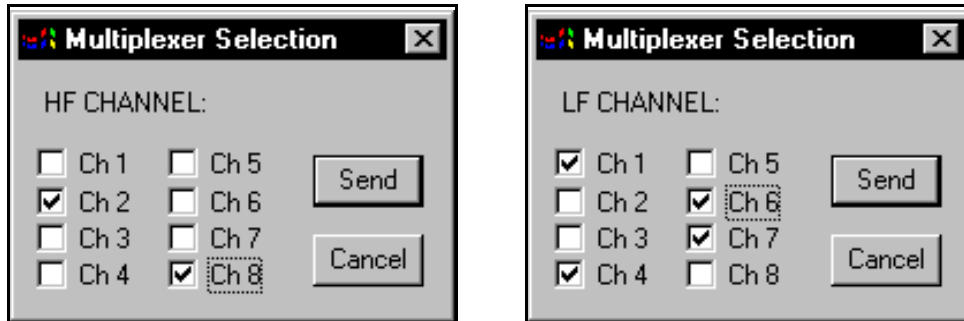 Multiplexer Selection
HF CHANNEL:
Ch 1 Ch 5
Ch 2 Ch 6
Ch 3 Ch 7
Ch 4 Ch 8
Send
Cancel
Multiplexer Selection
LF CHANNEL:
Ch 1 Ch 5
Ch 2 Ch 6
Ch 3 Ch 7
Ch 4 Ch 8
Send
Cancel